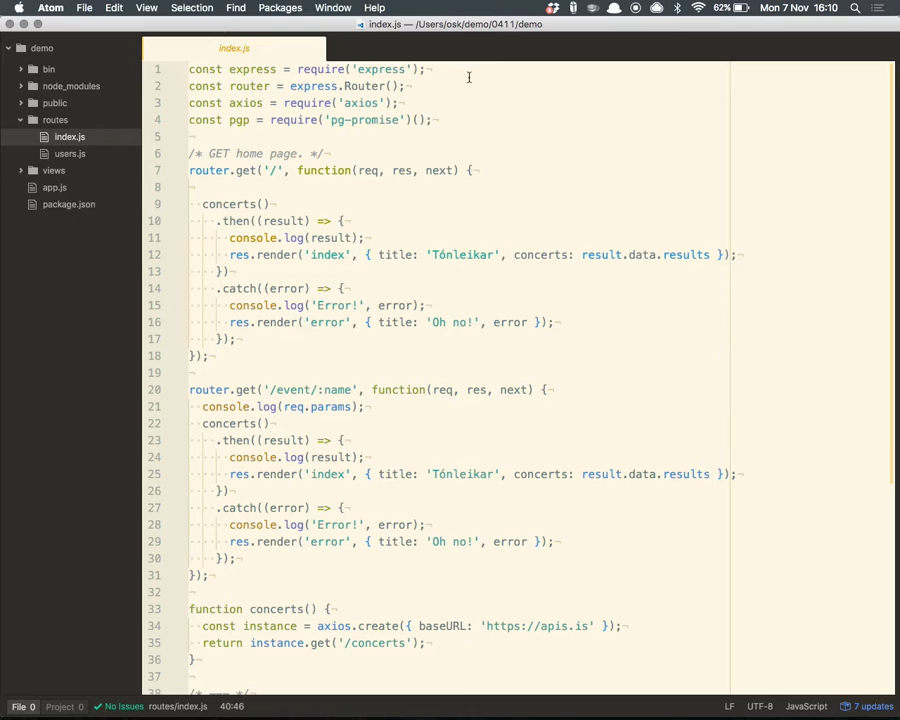 Atom File Edit View Selection Find Packages Window Help 62% Mon 7 Nov 16:10
index.js — /Users/osk/demo/0411/demo
demo
bin
node_modules
public
routes
index.js
users.js
views
app.js
package.json
index.js
1 const express = require('express');
2 const router = express.Router();
3 const axios = require('axios');
4 const pgp = require('pg-promise')();
5
6 /* GET home page. */
7 router.get('/', function(req, res, next) {
8
9 concerts()
10 .then((result) => {
11 console.log(result);
12 res.render('index', { title: 'Tónleikar', concerts: result.data.results });
13 })
14 .catch((error) => {
15 console.log('Error!', error);
16 res.render('error', { title: 'Oh no!', error });
17 });
18 });
19
20 router.get('/event/:name', function(req, res, next) {
21 console.log(req.params);
22 concerts()
23 .then((result) => {
24 console.log(result);
25 res.render('index', { title: 'Tónleikar', concerts: result.data.results });
26 })
27 .catch((error) => {
28 console.log('Error!', error);
29 res.render('error', { title: 'Oh no!', error });
30 });
31 });
32
33 function concerts() {
34 const instance = axios.create({ baseURL: 'https://apis.is' });
35 return instance.get('/concerts');
36 }
37
38 /* === */
File 0 Project 0 No Issues routes/index.js 40:46 LF UTF-8 JavaScript 7 updates